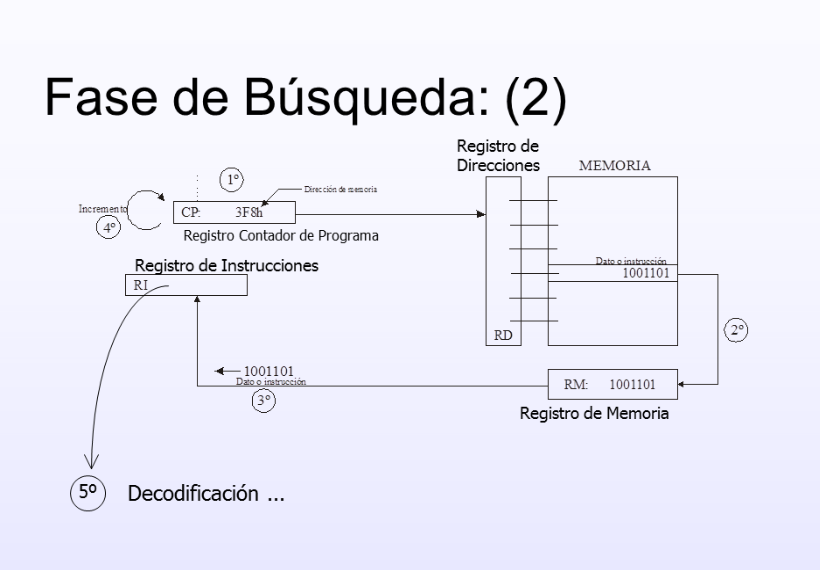 Fase de Búsqueda: (2)
Registro de
Direcciones
MEMORIA
1º
Dirección de memoria
Incremento
CP: 3F8h
4º
Registro Contador de Programa
Registro de Instrucciones
Dato o instrucción
1001101
RI
RD
2º
1001101
Dato o instrucción
3º
RM: 1001101
Registro de Memoria
5º Decodificación ...